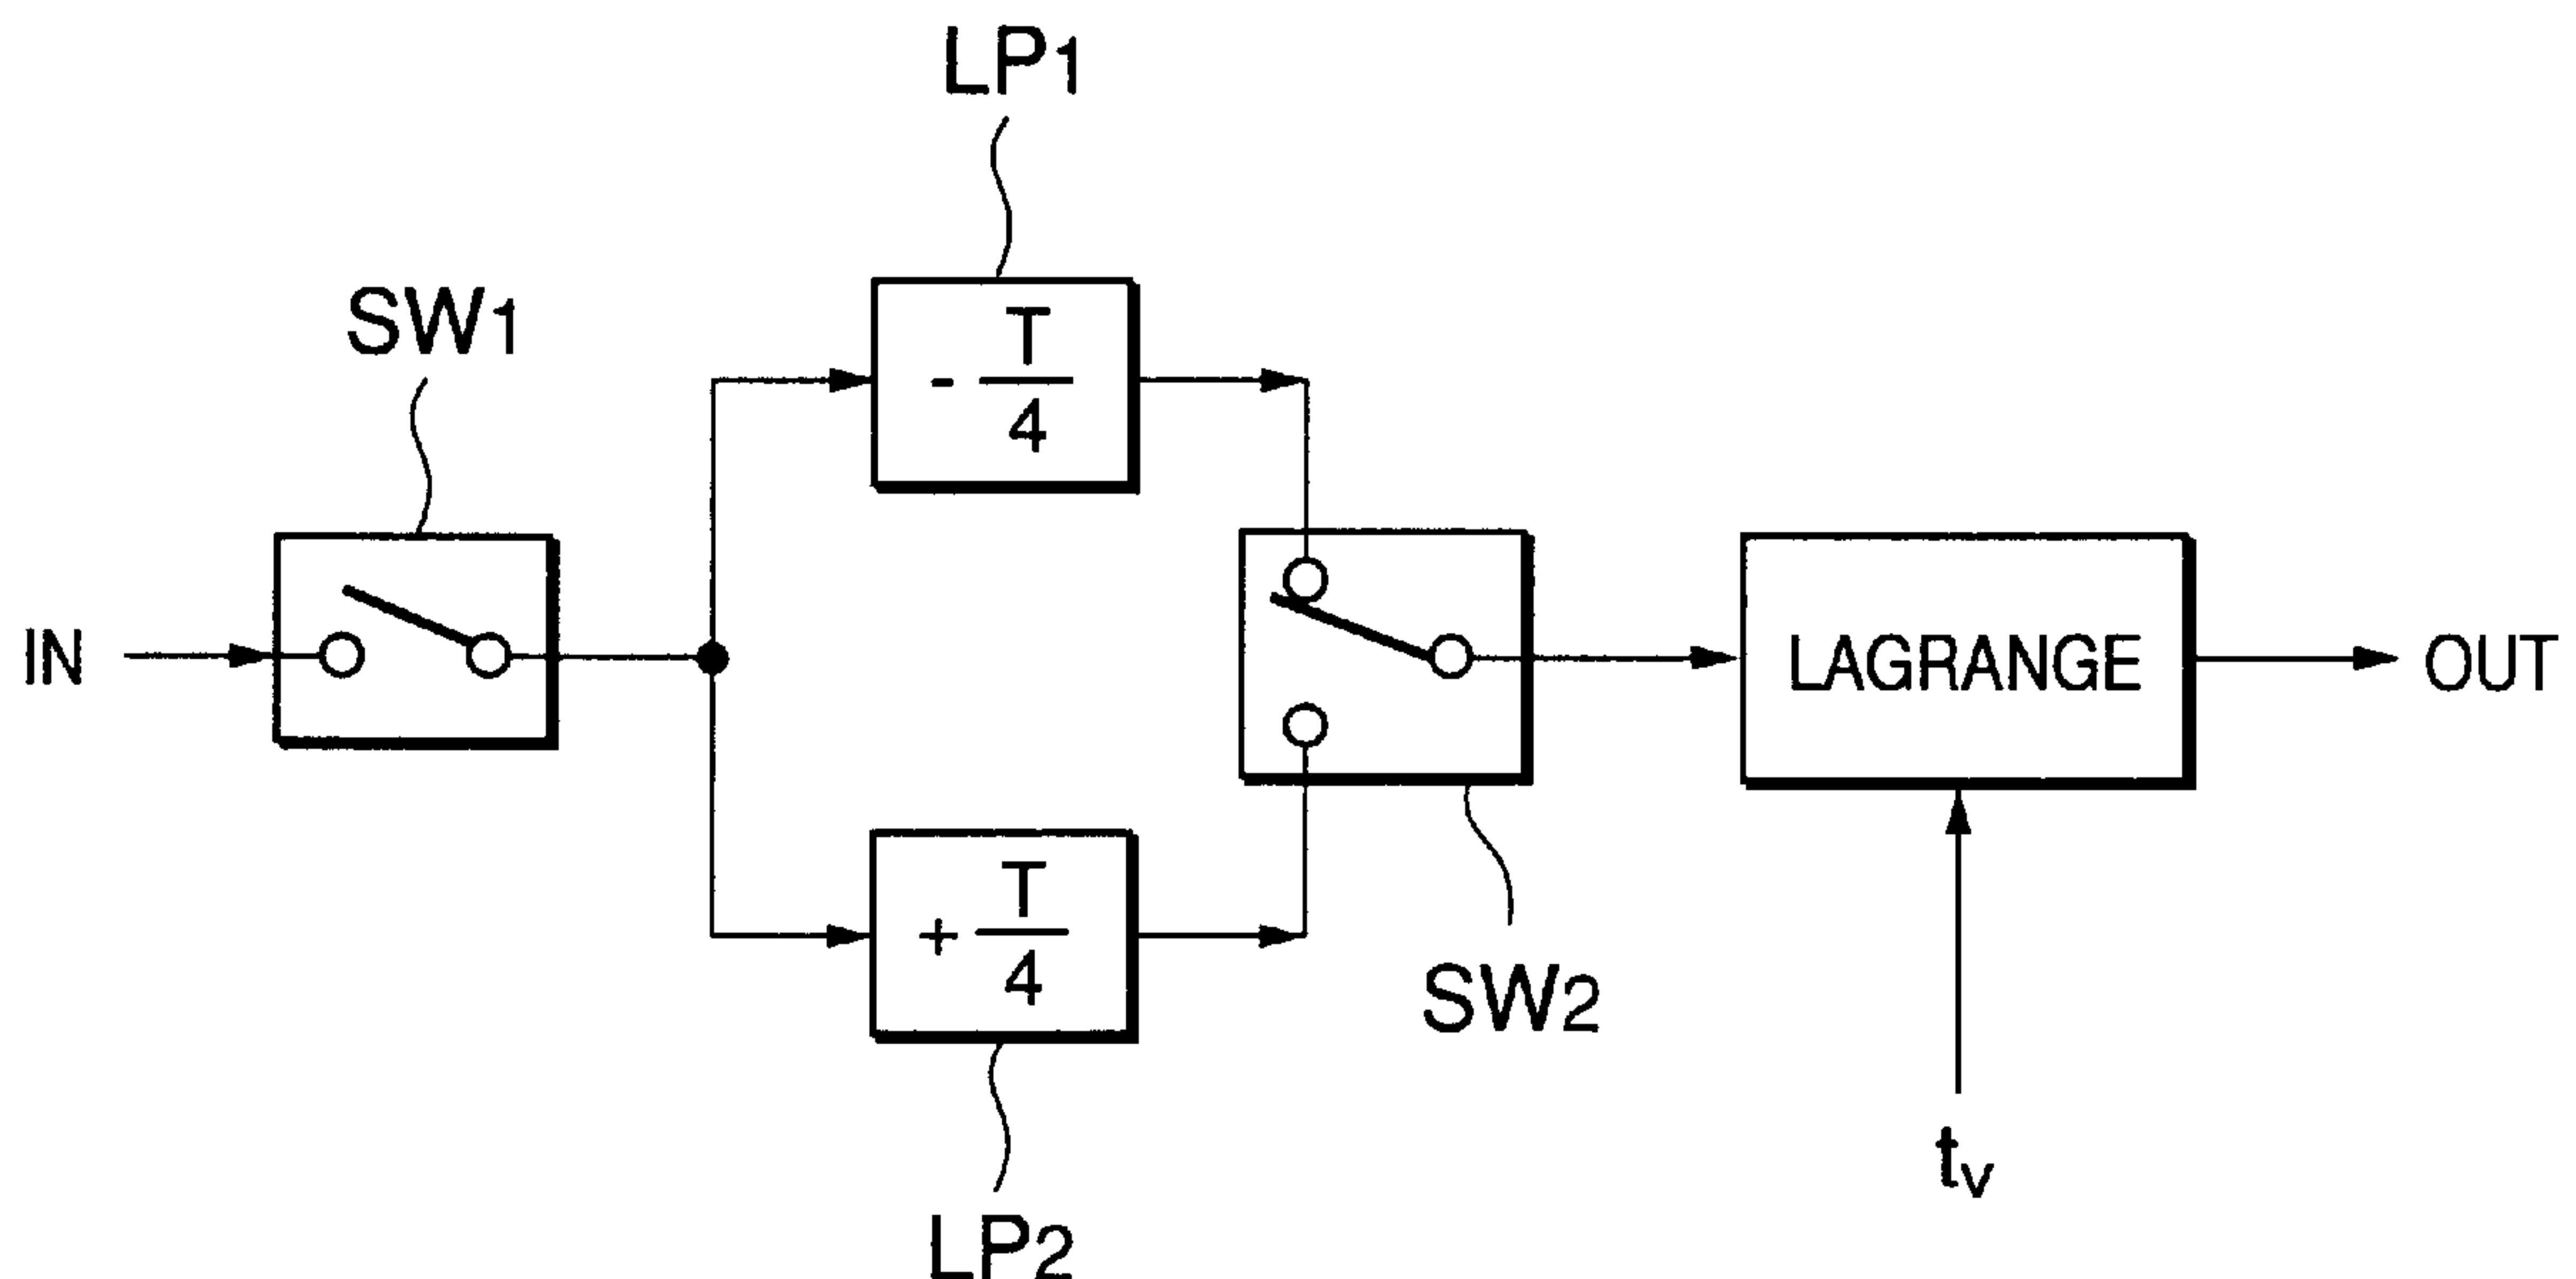 LP1
SW1
- T/4
IN
LAGRANGE
OUT
+ T/4
SW2
tv
LP2